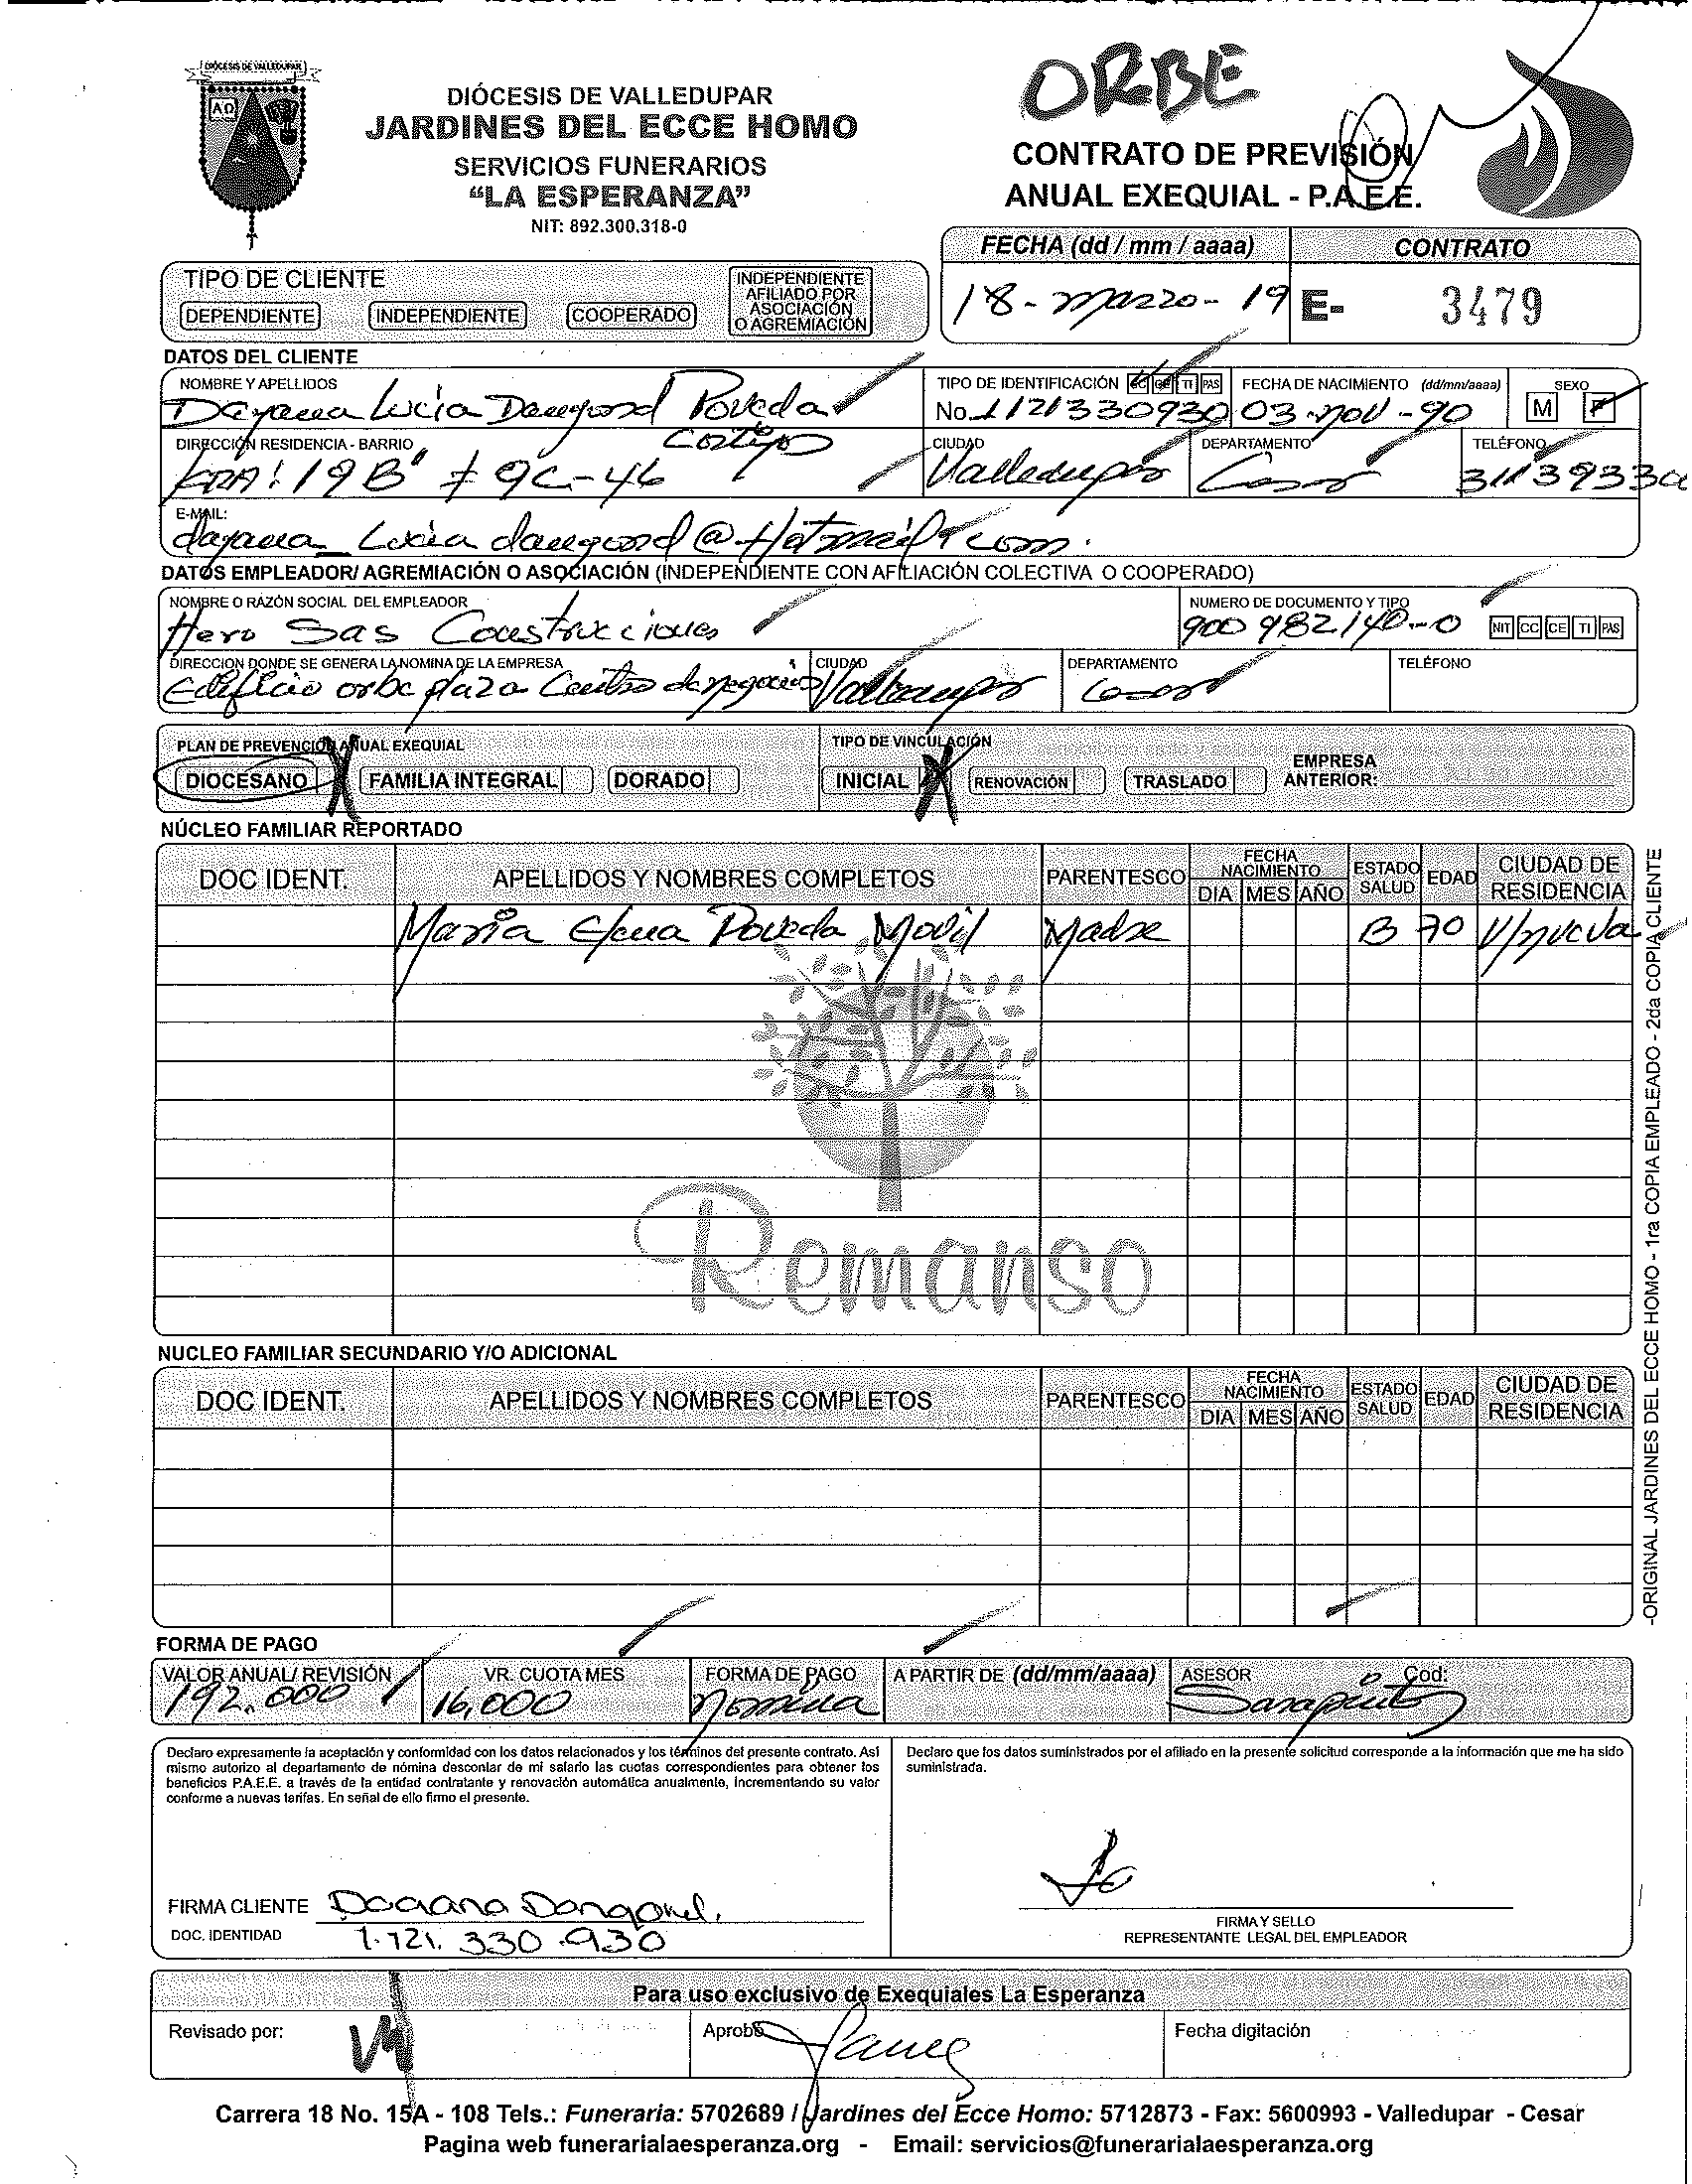 DIÓCESIS DE VALLEDUPAR
AΩ
DIÓCESIS DE VALLEDUPAR
JARDINES DEL ECCE HOMO
SERVICIOS FUNERARIOS
“LA ESPERANZA”
NIT: 892.300.318-0
ORBE
CONTRATO DE PREVISIÓN
ANUAL EXEQUIAL - P.A.E.E.
FECHA (dd / mm / aaaa) CONTRATO
18 - marzo - 19 E- 3479
TIPO DE CLIENTE
DEPENDIENTE INDEPENDIENTE COOPERADO INDEPENDIENTE AFILIADO POR ASOCIACIÓN O AGREMIACIÓN
DATOS DEL CLIENTE
NOMBRE Y APELLIDOS TIPO DE IDENTIFICACIÓN CC CE TI PAS FECHA DE NACIMIENTO (dd/mm/aaaa) SEXO
Dayana Lucia Dangond Poveda No. 1121330930 03-nov-90 M F
DIRECCIÓN RESIDENCIA - BARRIO CIUDAD DEPARTAMENTO TELÉFONO
KRA: 19B # 9C-46 Valledupar Cesar 311393300
E-MAIL:
dayana_Lucia dangond@Hotmail.com.
DATOS EMPLEADOR/ AGREMIACIÓN O ASOCIACIÓN (INDEPENDIENTE CON AFILIACIÓN COLECTIVA O COOPERADO)
NOMBRE O RAZÓN SOCIAL DEL EMPLEADOR NUMERO DE DOCUMENTO Y TIPO
Hero Sas Construcciones 900982140-0 NIT CC CE TI PAS
DIRECCION DONDE SE GENERA LA NOMINA DE LA EMPRESA CIUDAD DEPARTAMENTO TELÉFONO
Edificio orbe plaza Centro de negocios Valledupar Cesar
PLAN DE PREVENCIÓN ANUAL EXEQUIAL TIPO DE VINCULACIÓN
DIOCESANO X FAMILIA INTEGRAL DORADO INICIAL X RENOVACIÓN TRASLADO EMPRESA ANTERIOR:
NÚCLEO FAMILIAR REPORTADO
DOC IDENT. APELLIDOS Y NOMBRES COMPLETOS PARENTESCO FECHA NACIMIENTO DIA MES AÑO ESTADO SALUD EDAD CIUDAD DE RESIDENCIA
Maria Elena Poveda Movil Madre B 70 V/nueva
Remanso
NUCLEO FAMILIAR SECUNDARIO Y/O ADICIONAL
DOC IDENT. APELLIDOS Y NOMBRES COMPLETOS PARENTESCO FECHA NACIMIENTO DIA MES AÑO ESTADO SALUD EDAD CIUDAD DE RESIDENCIA
-ORIGINAL JARDINES DEL ECCE HOMO - 1ra COPIA EMPLEADO - 2da COPIA CLIENTE
FORMA DE PAGO
VALOR ANUAL/ REVISIÓN VR. CUOTA MES FORMA DE PAGO A PARTIR DE (dd/mm/aaaa) ASESOR Cod:
192.000 16,000 Nomina
Declaro expresamente la aceptación y conformidad con los datos relacionados y los términos del presente contrato. Así
mismo autorizo al departamento de nómina descontar de mi salario las cuotas correspondientes para obtener los
beneficios P.A.E.E. a través de la entidad contratante y renovación automática anualmente, incrementando su valor
conforme a nuevas tarifas. En señal de ello firmo el presente.
Declaro que los datos suministrados por el afiliado en la presente solicitud corresponde a la información que me ha sido
suministrada.
FIRMA CLIENTE Dayana Dangond.
DOC. IDENTIDAD 1.121.330.930
FIRMA Y SELLO
REPRESENTANTE LEGAL DEL EMPLEADOR
Para uso exclusivo de Exequiales La Esperanza
Revisado por: Aprobó Fecha digitación
Carrera 18 No. 15A - 108 Tels.: Funeraria: 5702689 / Jardines del Ecce Homo: 5712873 - Fax: 5600993 - Valledupar - Cesar
Pagina web funerarialaesperanza.org - Email: servicios@funerarialaesperanza.org